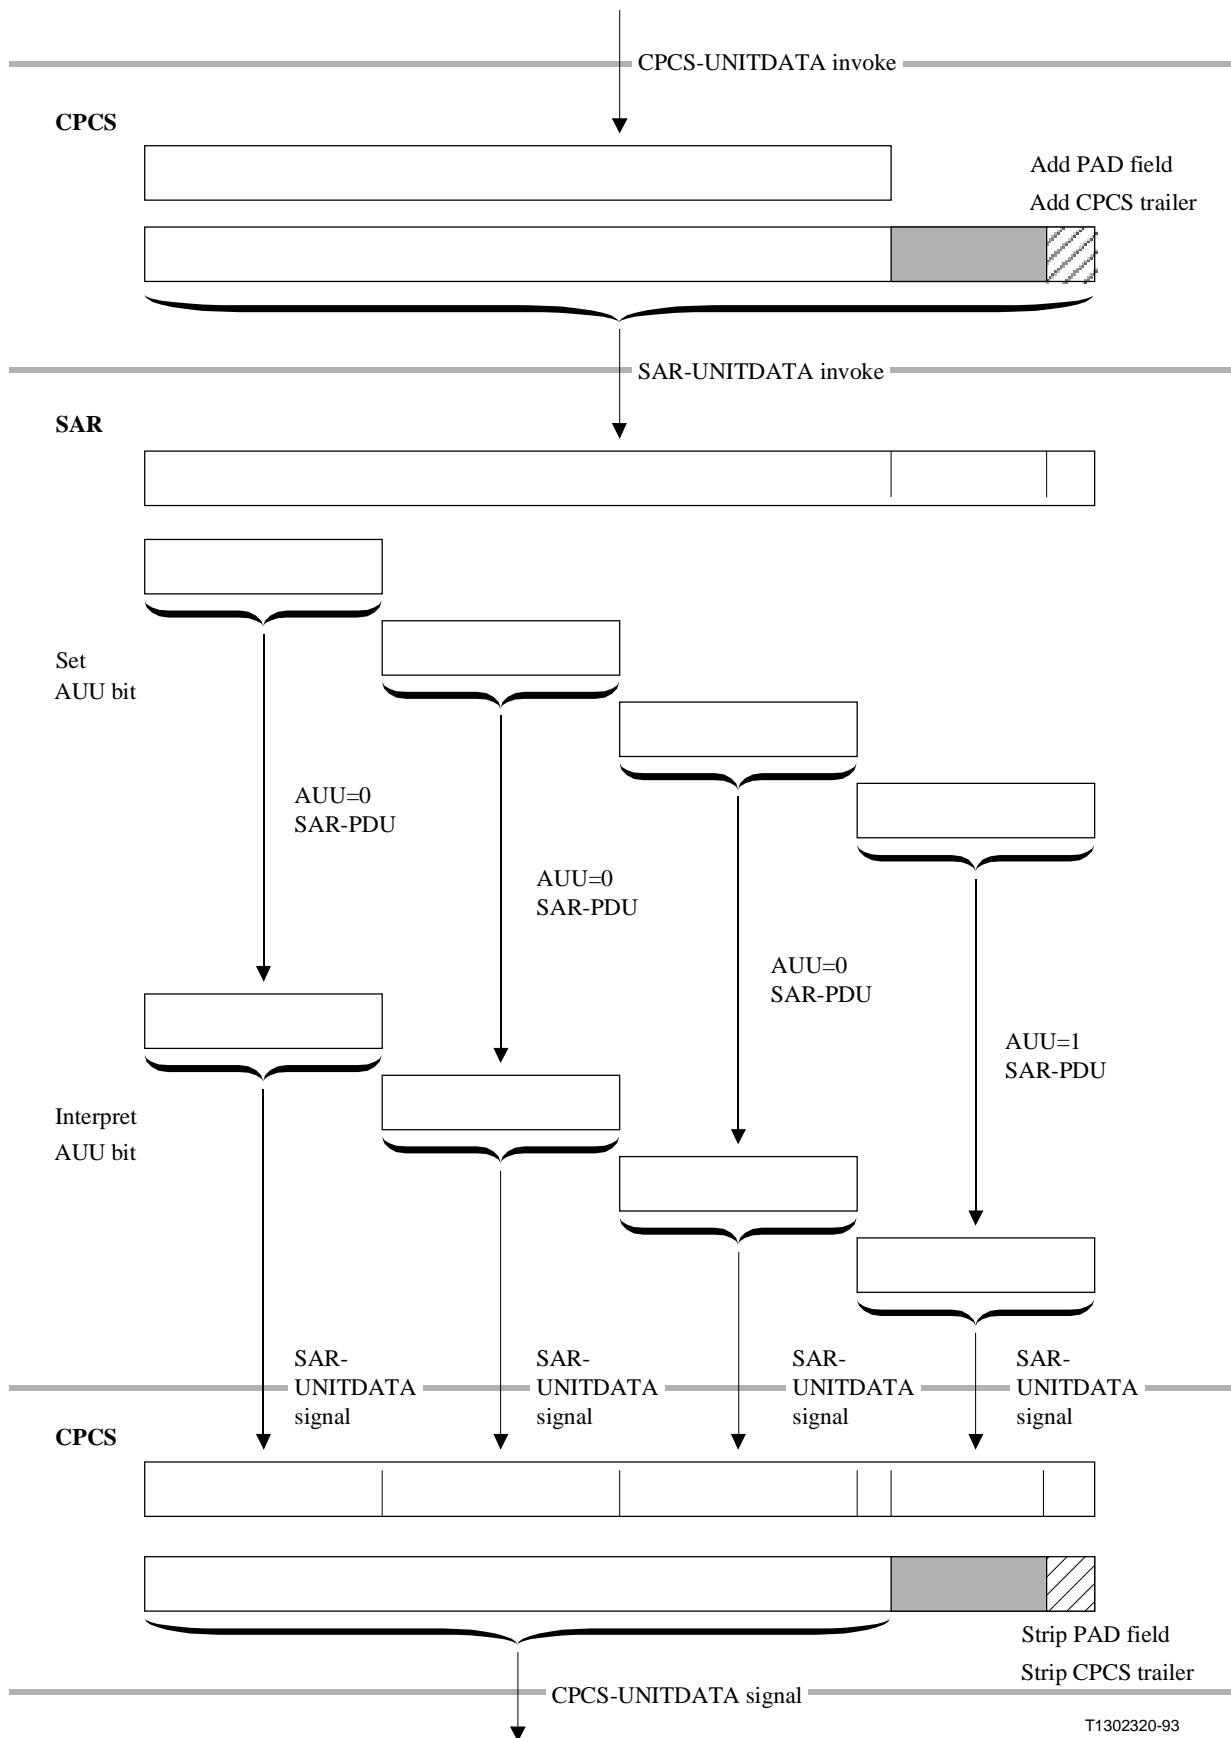 CPCS-UNITDATA invoke
CPCS
Add PAD field
Add CPCS trailer
SAR-UNITDATA invoke
SAR
Set
AUU bit
AUU=0
SAR-PDU
AUU=0
SAR-PDU
AUU=0
SAR-PDU
AUU=1
SAR-PDU
Interpret
AUU bit
SAR-
UNITDATA
signal
SAR-
UNITDATA
signal
SAR-
UNITDATA
signal
SAR-
UNITDATA
signal
CPCS
Strip PAD field
Strip CPCS trailer
CPCS-UNITDATA signal
T1302320-93